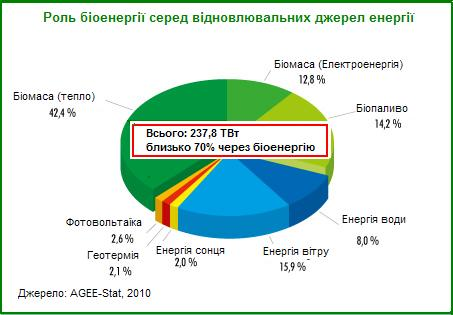 Роль біоенергії серед відновлювальних джерел енергії
Біомаса (Електроенергія)
12,8 %
Біомаса (тепло)
42,4 %
Біопаливо
14,2 %
Всього: 237,8 ТВт
близько 70% через біоенергію
Фотовольтаїка
2,6 %
Геотермія
2,1 %
Енергія сонця
2,0 %
Енергія вітру
15,9 %
Енергія води
8,0 %
Джерело: AGEE-Stat, 2010